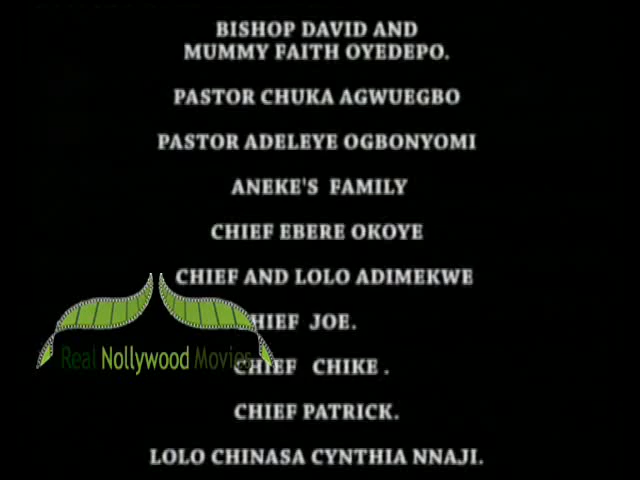 BISHOP DAVID AND
MUMMY FAITH OYEDEPO.
PASTOR CHUKA AGWUEGBO
PASTOR ADELEYE OGBONYOMI
ANEKE'S FAMILY
CHIEF EBERE OKOYE
CHIEF AND LOLO ADIMEKWE
HIEF JOE.
CHIEF CHIKE .
Real Nollywood Movies
CHIEF PATRICK.
LOLO CHINASA CYNTHIA NNAJI.